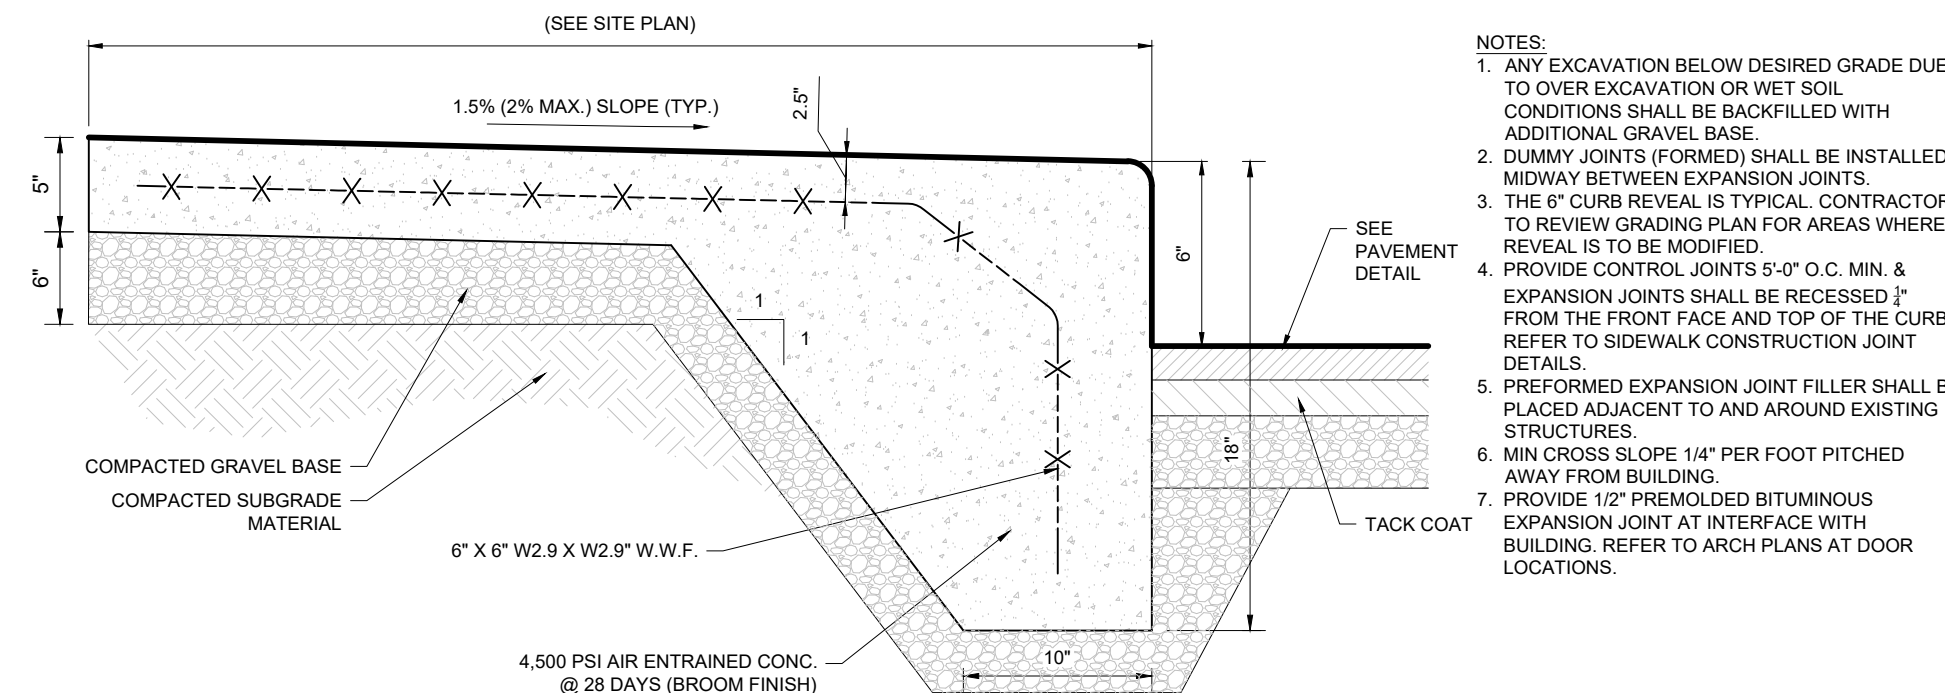 (SEE SITE PLAN)
1.5% (2% MAX.) SLOPE (TYP.)
2.5"
5"
6"
1
1
6"
18"
10"
SEE
PAVEMENT
DETAIL
TACK COAT
COMPACTED GRAVEL BASE
COMPACTED SUBGRADE
MATERIAL
6" X 6" W2.9 X W2.9" W.W.F.
4,500 PSI AIR ENTRAINED CONC.
@ 28 DAYS (BROOM FINISH)
NOTES:
1. ANY EXCAVATION BELOW DESIRED GRADE DUE
TO OVER EXCAVATION OR WET SOIL
CONDITIONS SHALL BE BACKFILLED WITH
ADDITIONAL GRAVEL BASE.
2. DUMMY JOINTS (FORMED) SHALL BE INSTALLED
MIDWAY BETWEEN EXPANSION JOINTS.
3. THE 6" CURB REVEAL IS TYPICAL. CONTRACTOR
TO REVIEW GRADING PLAN FOR AREAS WHERE
REVEAL IS TO BE MODIFIED.
4. PROVIDE CONTROL JOINTS 5'-0" O.C. MIN. &
EXPANSION JOINTS SHALL BE RECESSED 1/4"
FROM THE FRONT FACE AND TOP OF THE CURB
REFER TO SIDEWALK CONSTRUCTION JOINT
DETAILS.
5. PREFORMED EXPANSION JOINT FILLER SHALL B
PLACED ADJACENT TO AND AROUND EXISTING
STRUCTURES.
6. MIN CROSS SLOPE 1/4" PER FOOT PITCHED
AWAY FROM BUILDING.
7. PROVIDE 1/2" PREMOLDED BITUMINOUS
EXPANSION JOINT AT INTERFACE WITH
BUILDING. REFER TO ARCH PLANS AT DOOR
LOCATIONS.